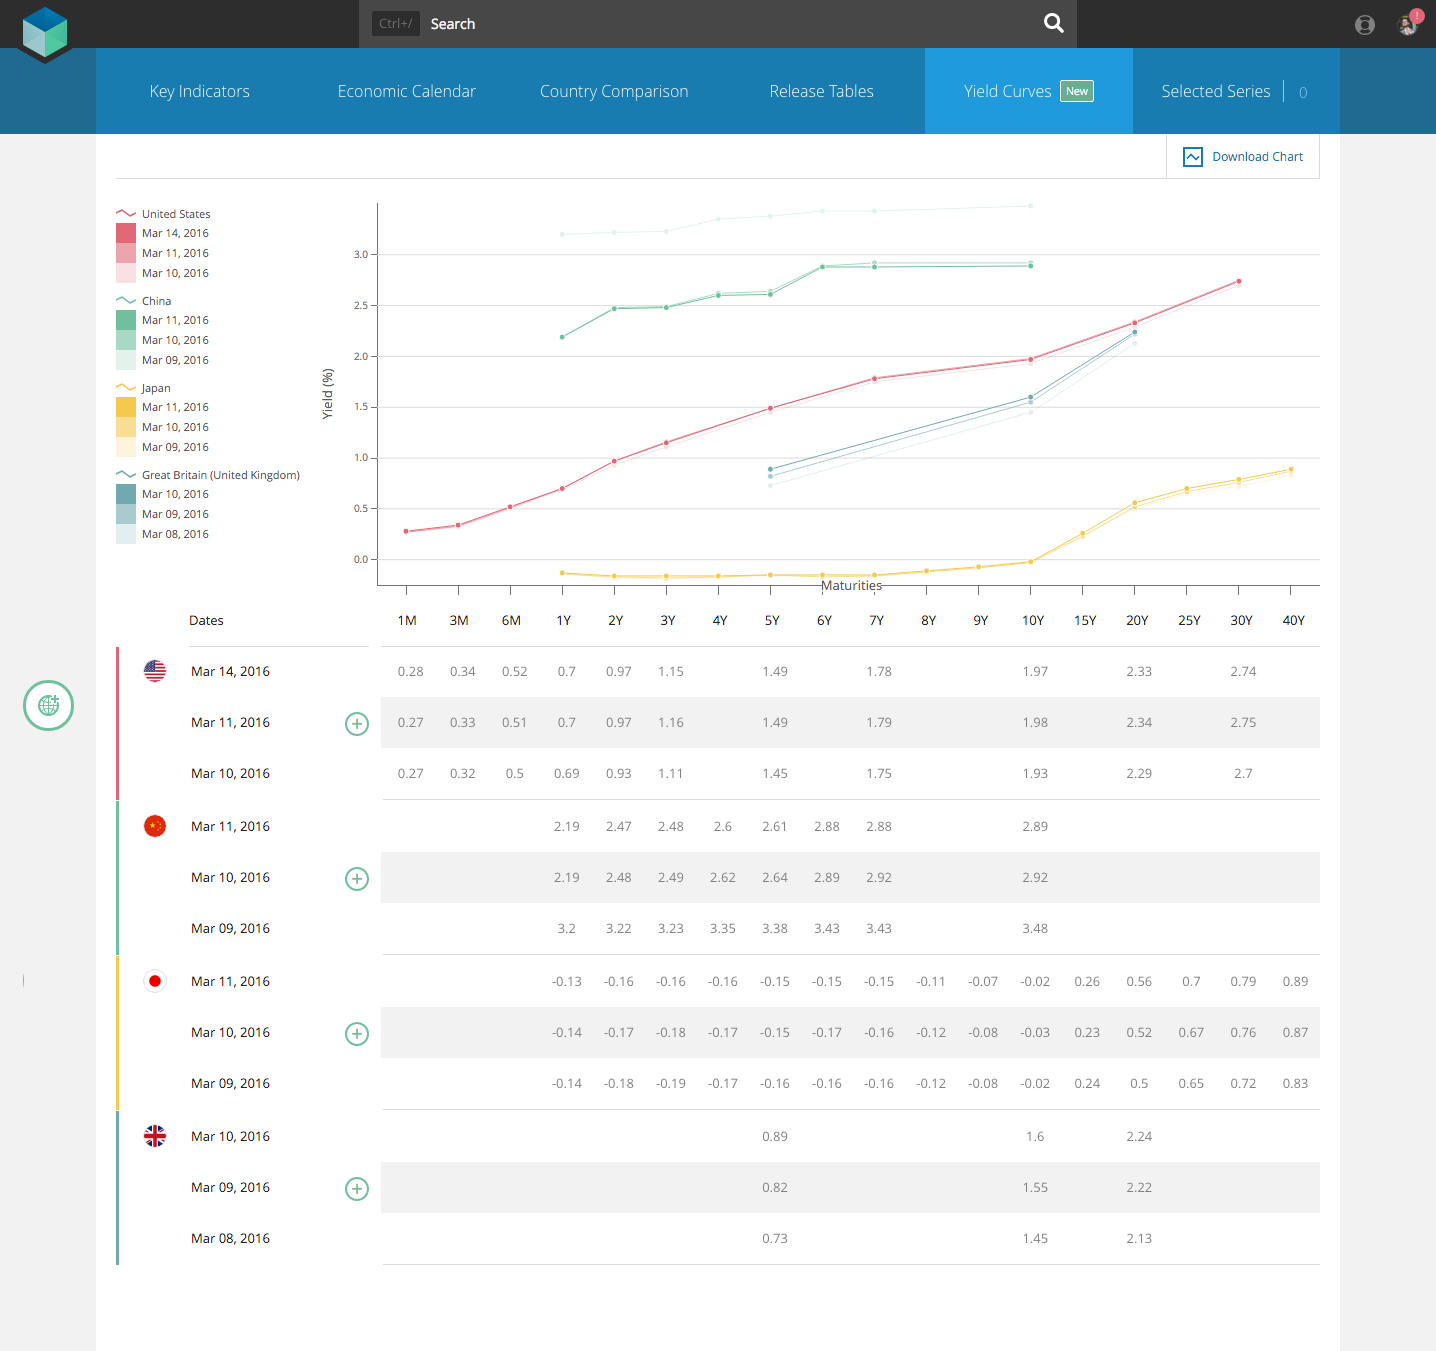 Ctrl+/ Search
!
Key Indicators Economic Calendar Country Comparison Release Tables Yield Curves New Selected Series 0
Download Chart
United States
Mar 14, 2016
Mar 11, 2016
Mar 10, 2016
China
Mar 11, 2016
Mar 10, 2016
Mar 09, 2016
Japan
Mar 11, 2016
Mar 10, 2016
Mar 09, 2016
Great Britain (United Kingdom)
Mar 10, 2016
Mar 09, 2016
Mar 08, 2016
Yield (%)
3.0
2.5
2.0
1.5
1.0
0.5
0.0
Maturities
Dates 1M 3M 6M 1Y 2Y 3Y 4Y 5Y 6Y 7Y 8Y 9Y 10Y 15Y 20Y 25Y 30Y 40Y
Mar 14, 2016 0.28 0.34 0.52 0.7 0.97 1.15 1.49 1.78 1.97 2.33 2.74
Mar 11, 2016 0.27 0.33 0.51 0.7 0.97 1.16 1.49 1.79 1.98 2.34 2.75
Mar 10, 2016 0.27 0.32 0.5 0.69 0.93 1.11 1.45 1.75 1.93 2.29 2.7
Mar 11, 2016 2.19 2.47 2.48 2.6 2.61 2.88 2.88 2.89
Mar 10, 2016 2.19 2.48 2.49 2.62 2.64 2.89 2.92 2.92
Mar 09, 2016 3.2 3.22 3.23 3.35 3.38 3.43 3.43 3.48
Mar 11, 2016 -0.13 -0.16 -0.16 -0.16 -0.15 -0.15 -0.15 -0.11 -0.07 -0.02 0.26 0.56 0.7 0.79 0.89
Mar 10, 2016 -0.14 -0.17 -0.18 -0.17 -0.15 -0.17 -0.16 -0.12 -0.08 -0.03 0.23 0.52 0.67 0.76 0.87
Mar 09, 2016 -0.14 -0.18 -0.19 -0.17 -0.16 -0.16 -0.16 -0.12 -0.08 -0.02 0.24 0.5 0.65 0.72 0.83
Mar 10, 2016 0.89 1.6 2.24
Mar 09, 2016 0.82 1.55 2.22
Mar 08, 2016 0.73 1.45 2.13